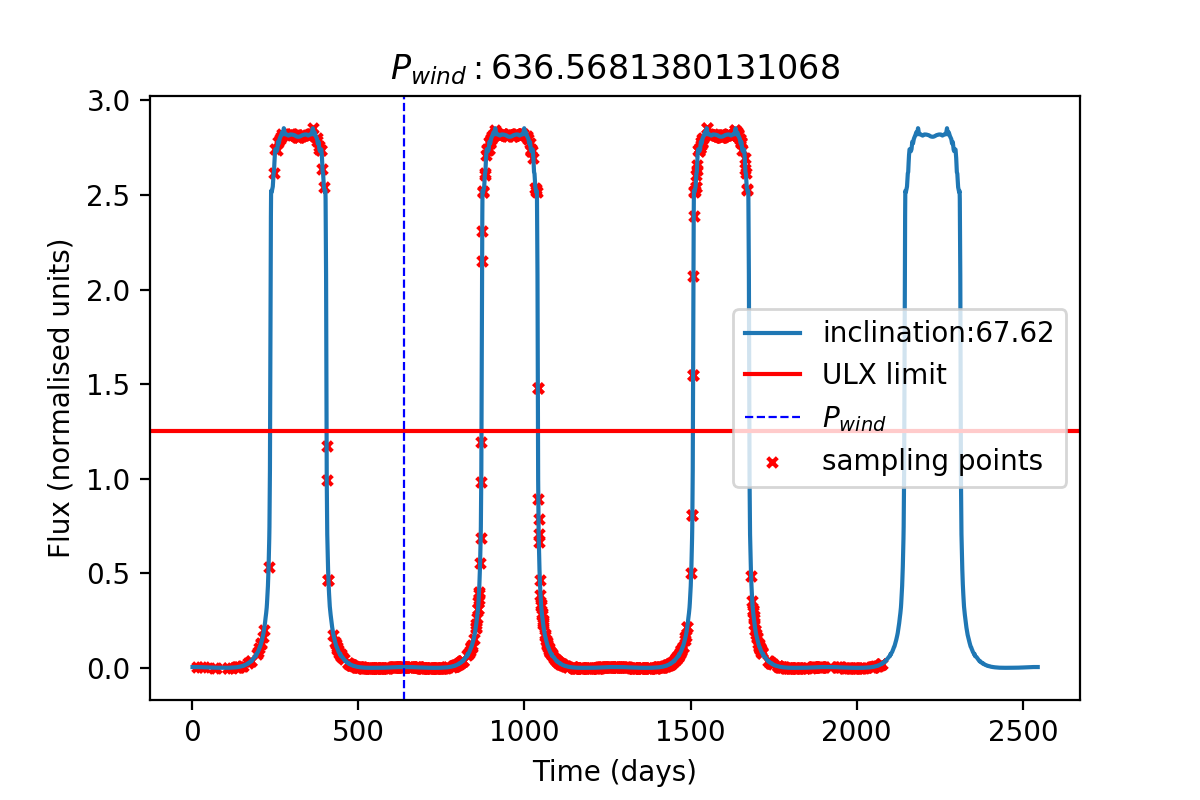 P_wind : 636.5681380131068
3.0
2.5
2.0
1.5
1.0
0.5
0.0
Flux (normalised units)
inclination:67.62
ULX limit
P_wind
sampling points
0 500 1000 1500 2000 2500
Time (days)